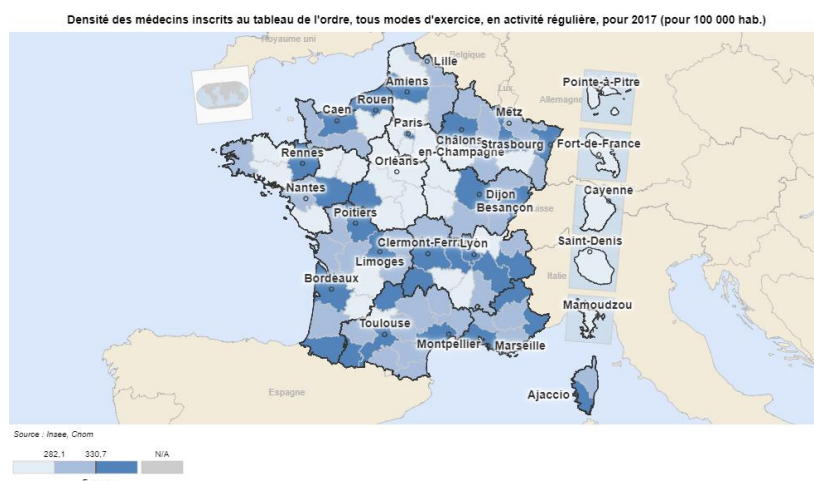 Densité des médecins inscrits au tableau de l'ordre, tous modes d'exercice, en activité régulière, pour 2017 (pour 100 000 hab.)
Royaume uni
Belgique
Lille
Amiens
Lux.
Pointe-à-Pitre
Allemagne
Rouen
Caen
Metz
Paris
Châlons-
en-Champagne
Strasbourg
Fort-de-France
Rennes
Orléans
Nantes
Dijon
Cayenne
Besançon
Suisse
Poitiers
Clermont-Ferr
Lyon
Saint-Denis
Limoges
Italie
Bordeaux
Mamoudzou
Toulouse
Montpellier
Marseille
Espagne
Ajaccio
Source : Insee, Cnom
282,1 330,7 N/A